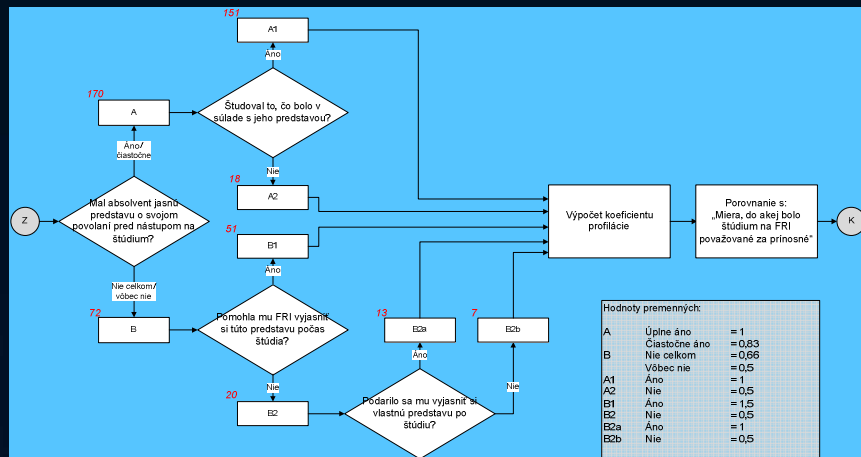 151
A1
Áno
170
A
Študoval to, čo bolo v
súlade s jeho predstavou?
Áno/
čiastočne
Nie
18
A2
Z
Mal absolvent jasnú
predstavu o svojom
povolaní pred nástupom na
štúdium?
51
B1
Áno
Nie celkom/
vôbec nie
72
B
Pomohla mu FRI vyjasniť
si túto predstavu počas
štúdia?
Nie
20
B2
13
B2a
Áno
7
B2b
Nie
Podarilo sa mu vyjasniť si
vlastnú predstavu po
štúdiu?
Výpočet koeficientu
profilácie
Porovnanie s:
„Miera, do akej bolo
štúdium na FRI
považované za prínosné“
K
Hodnoty premenných:
A Úplne áno = 1
Čiastočne áno = 0,83
B Nie celkom = 0,66
Vôbec nie = 0,5
A1 Áno = 1
A2 Nie = 0,5
B1 Áno = 1,5
B2 Nie = 0,5
B2a Áno = 1
B2b Nie = 0,5